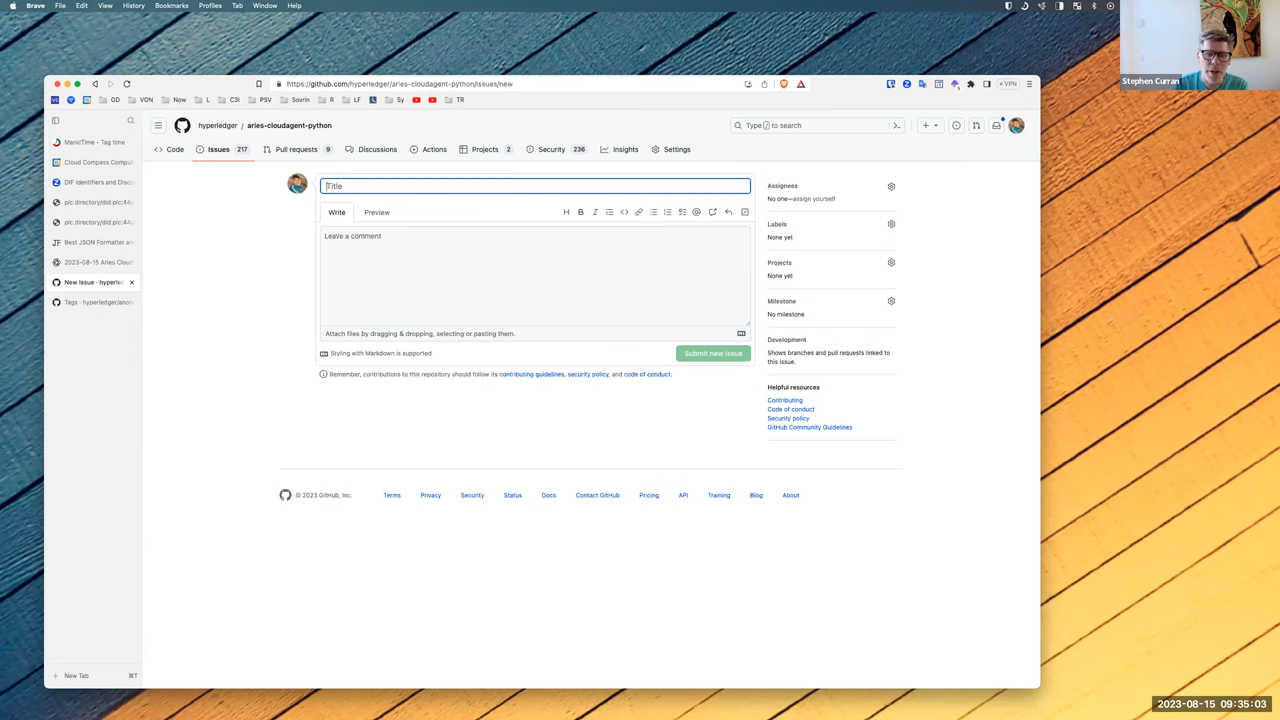 Brave File Edit View History Bookmarks Profiles Tab Window Help
Stephen Curran
https://github.com/hyperledger/aries-cloudagent-python/issues/new
VPN
GD VON Now L C3I PSV Sovrin R LF Sy TR
hyperledger / aries-cloudagent-python
Type / to search
ManicTime - Tag time
Cloud Compass Comput
DIF Identifiers and Disco
plc.directory/did:plc:44y
plc.directory/did:plc:44y
Best JSON Formatter an
2023-08-15 Aries Cloud
New Issue · hyperled
Tags · hyperledger/anon
New Tab ⌘T
Code Issues 217 Pull requests 9 Discussions Actions Projects 2 Security 236 Insights Settings
Title
Write Preview
Leave a comment
Attach files by dragging & dropping, selecting or pasting them.
Styling with Markdown is supported
Submit new issue
Remember, contributions to this repository should follow its contributing guidelines, security policy, and code of conduct.
Assignees
No one—assign yourself
Labels
None yet
Projects
None yet
Milestone
No milestone
Development
Shows branches and pull requests linked to
this issue.
Helpful resources
Contributing
Code of conduct
Security policy
GitHub Community Guidelines
© 2023 GitHub, Inc. Terms Privacy Security Status Docs Contact GitHub Pricing API Training Blog About
2023-08-15 09:35:03